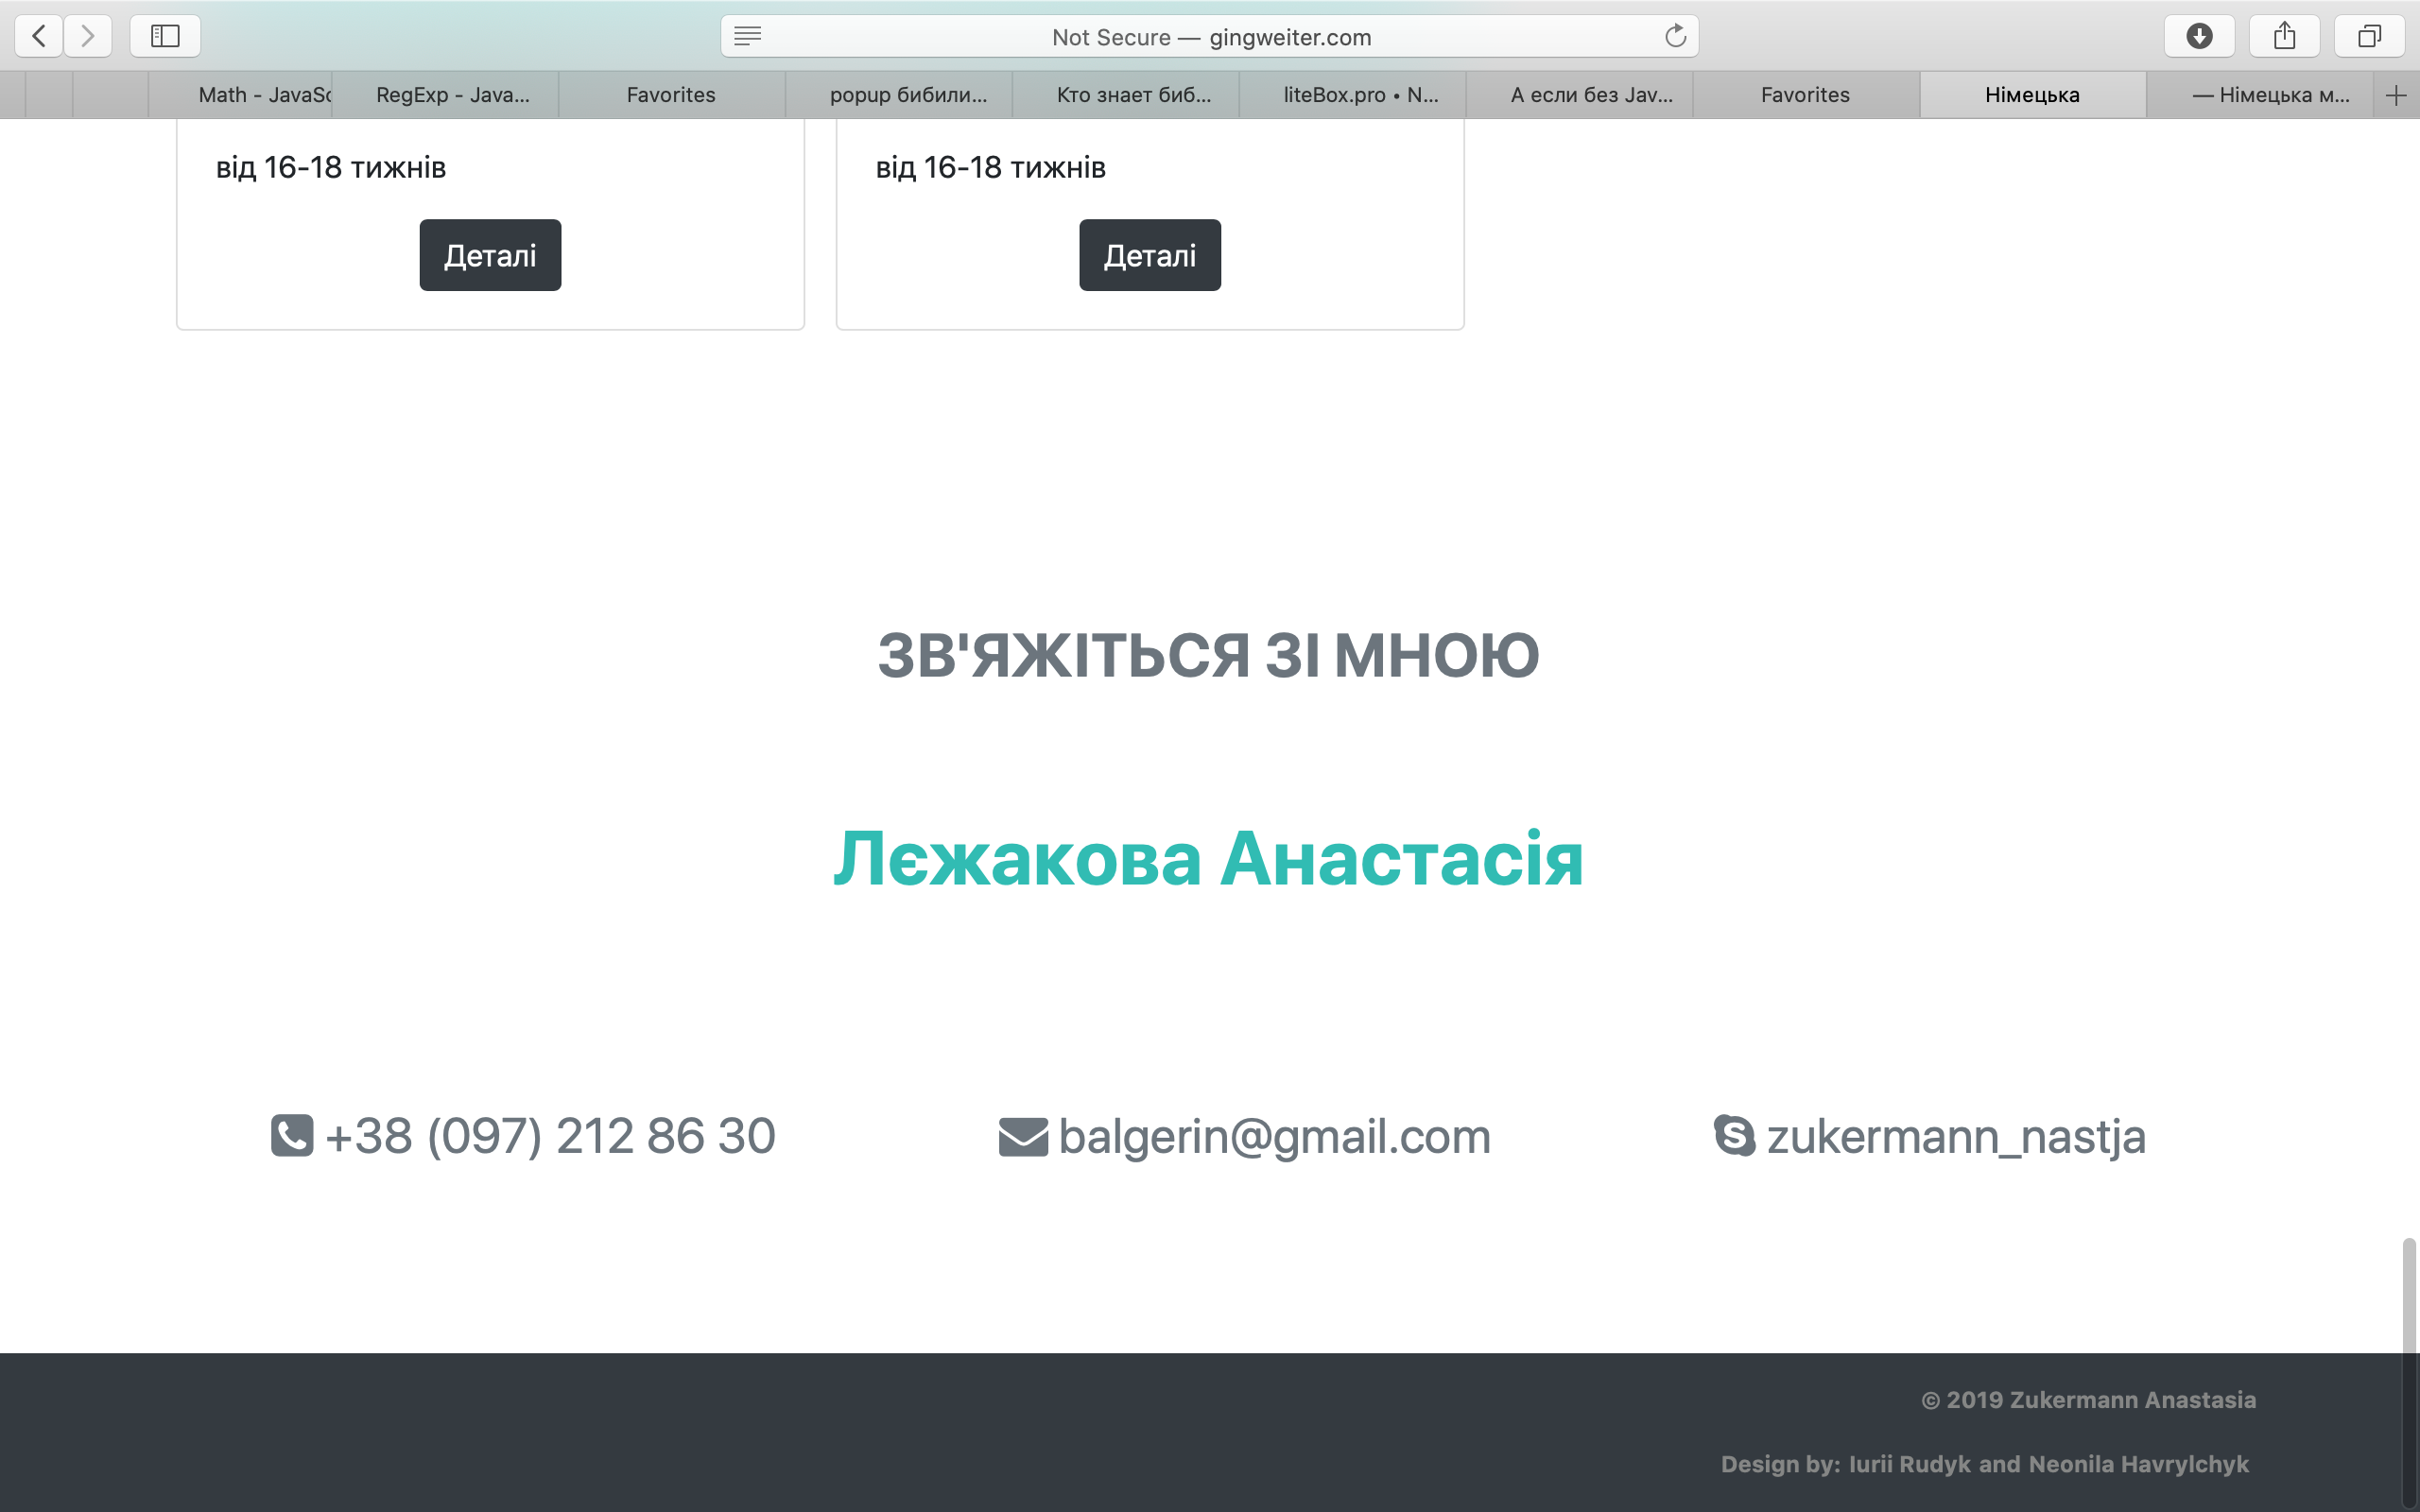 Not Secure — gingweiter.com
Math - JavaSc
RegExp - Java...
Favorites
popup бибили...
Кто знает биб...
liteBox.pro • N...
А если без Jav...
Favorites
Німецька
— Німецька м...
від 16-18 тижнів
від 16-18 тижнів
Деталі
Деталі
ЗВ'ЯЖІТЬСЯ ЗІ МНОЮ
Лєжакова Анастасія
+38 (097) 212 86 30
balgerin@gmail.com
zukermann_nastja
© 2019 Zukermann Anastasia
Design by: Iurii Rudyk and Neonila Havrylchyk